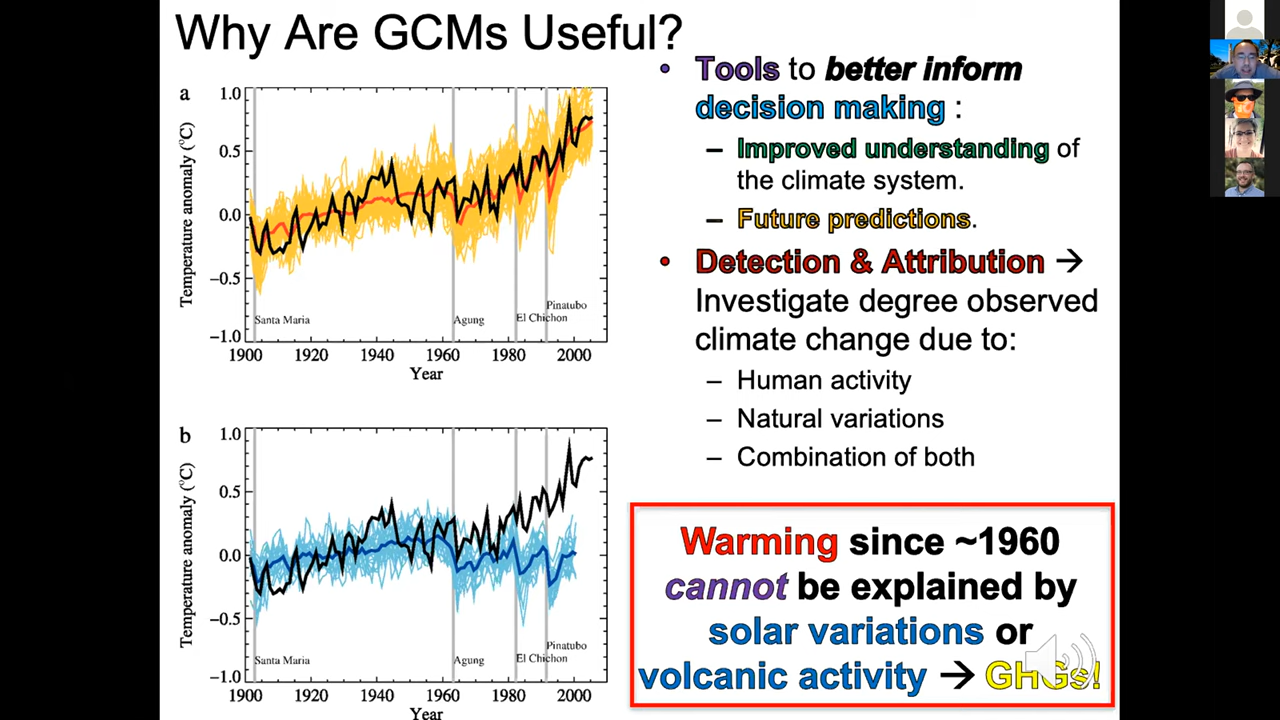 Why Are GCMs Useful?
a
1.0
0.5
0.0
−0.5
−1.0
Temperature anomaly (°C)
Santa Maria
Agung
El Chichon
Pinatubo
1900 1920 1940 1960 1980 2000
Year
b
1.0
0.5
0.0
−0.5
−1.0
Temperature anomaly (°C)
Santa Maria
Agung
El Chichon
Pinatubo
1900 1920 1940 1960 1980 2000
Year
• Tools to better inform
decision making :
– Improved understanding of
the climate system.
– Future predictions.
• Detection & Attribution →
Investigate degree observed
climate change due to:
– Human activity
– Natural variations
– Combination of both
Warming since ~1960
cannot be explained by
solar variations or
volcanic activity → GHGs!